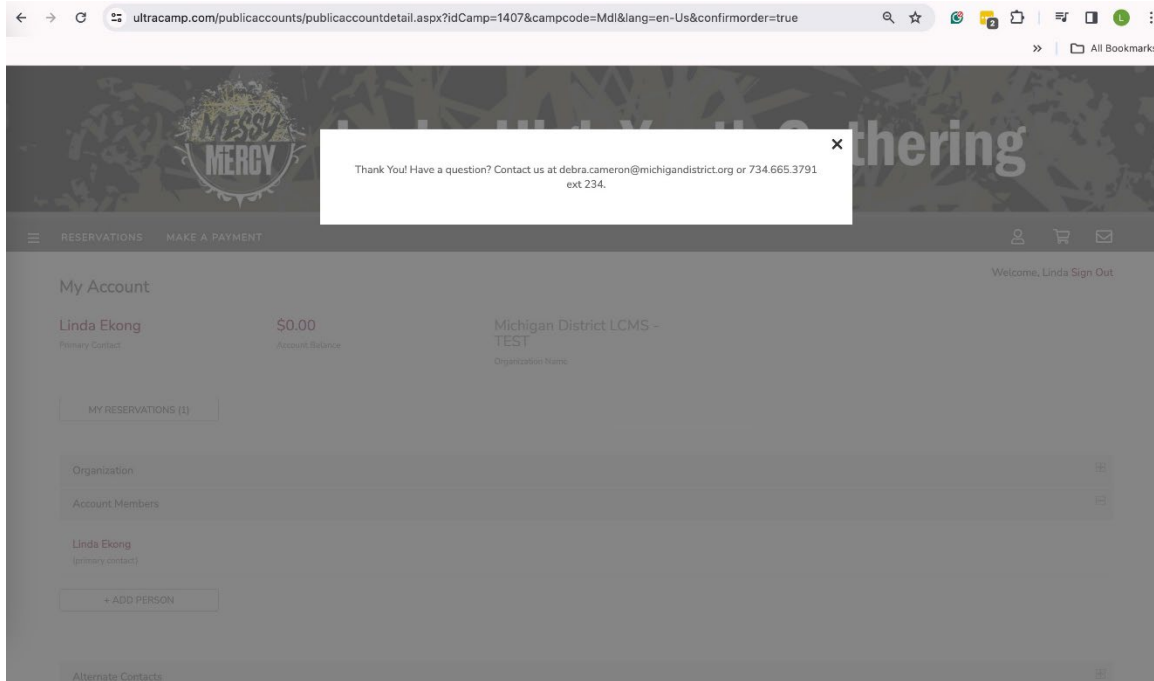 ultracamp.com/publicaccounts/publicaccountdetail.aspx?idCamp=1407&campcode=Mdl&lang=en-Us&confirmorder=true
2
L
»
All Bookmarks
MESSY
MERCY
thering
Thank You! Have a question? Contact us at debra.cameron@michigandistrict.org or 734.665.3791
ext 234.
RESERVATIONS MAKE A PAYMENT
Welcome, Linda Sign Out
My Account
Linda Ekong $0.00 Michigan District LCMS -
TEST
Primary Contact Account Balance
Organization Name
MY RESERVATIONS (1)
Organization
Account Members
Linda Ekong
(primary contact)
+ ADD PERSON
Alternate Contacts